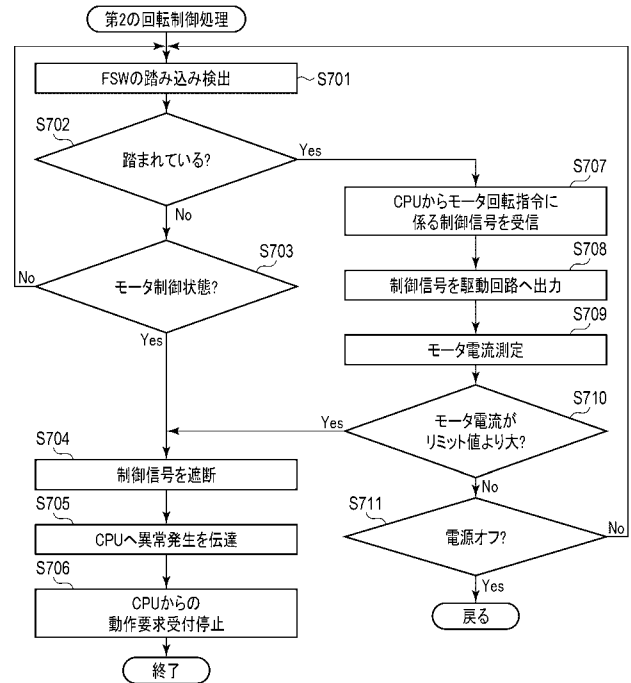 第2の回転制御処理
FSWの踏み込み検出
S701
S702
踏まれている?
Yes
No
S703
モータ制御状態?
No
Yes
S704
制御信号を遮断
S705
CPUへ異常発生を伝達
S706
CPUからの
動作要求受付停止
終了
S707
CPUからモータ回転指令に
係る制御信号を受信
S708
制御信号を駆動回路へ出力
S709
モータ電流測定
S710
モータ電流が
リミット値より大?
Yes
No
S711
電源オフ?
No
Yes
戻る